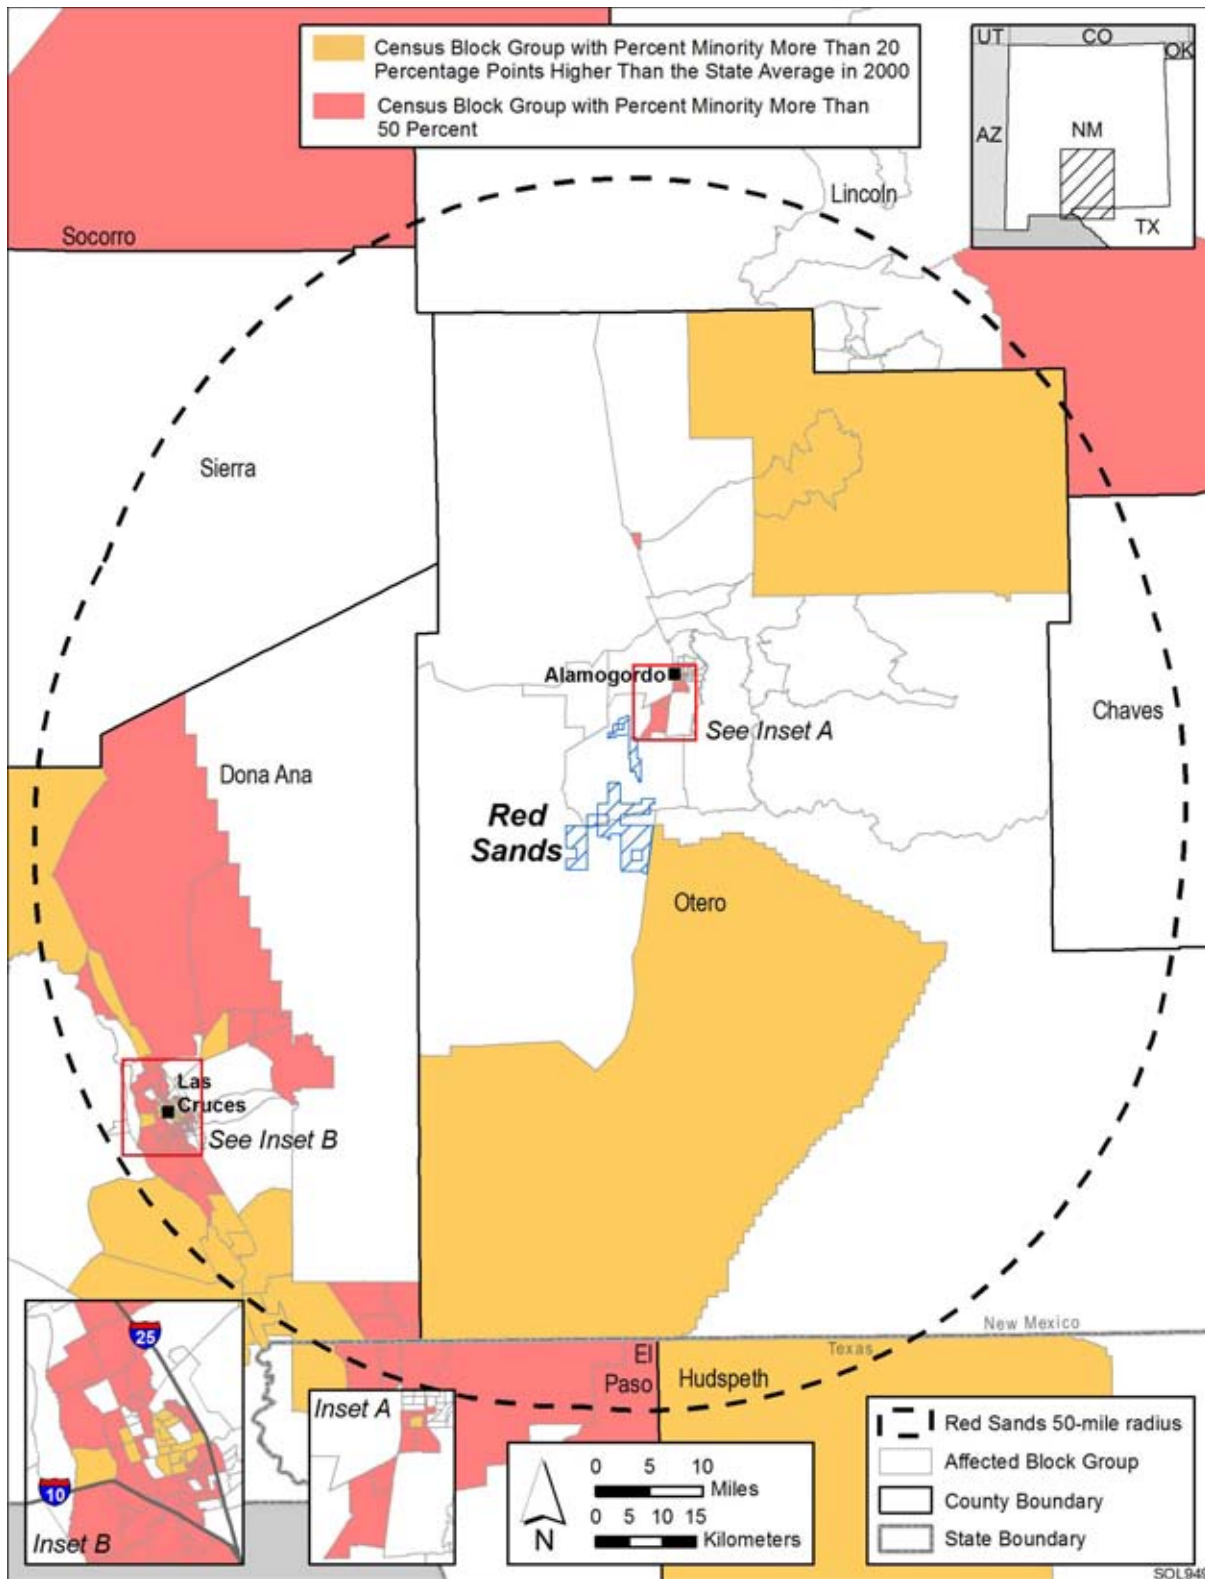 Census Block Group with Percent Minority More Than 20
Percentage Points Higher Than the State Average in 2000
Census Block Group with Percent Minority More Than
50 Percent
UT
CO
OK
AZ
NM
TX
Lincoln
Socorro
Sierra
Alamogordo
See Inset A
Chaves
Dona Ana
Red
Sands
Otero
Las
Cruces
See Inset B
New Mexico
Texas
El
Paso
Hudspeth
25
10
Inset B
Inset A
0 5 10
Miles
0 5 10 15
Kilometers
N
Red Sands 50-mile radius
Affected Block Group
County Boundary
State Boundary
SOL949